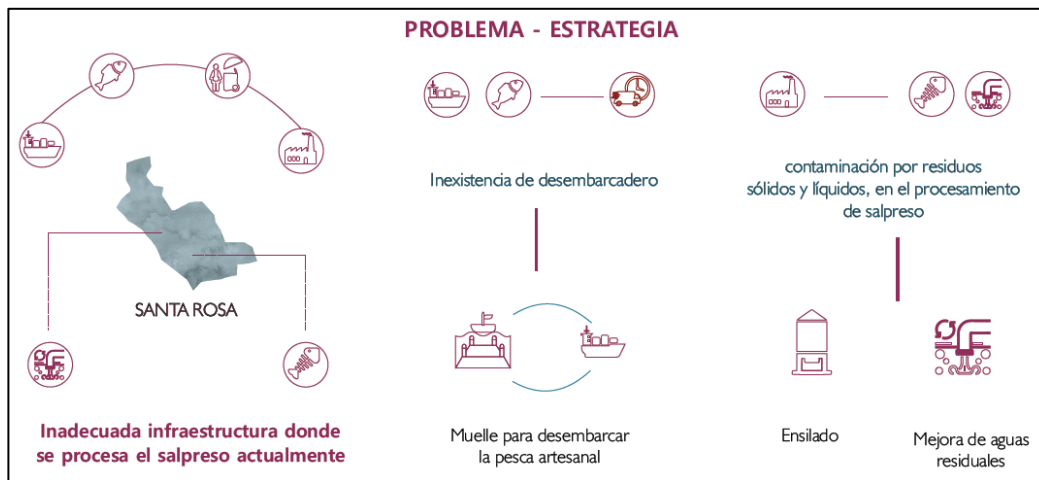 PROBLEMA - ESTRATEGIA
SANTA ROSA
Inadecuada infraestructura donde
se procesa el salpreso actualmente
Inexistencia de desembarcadero
Muelle para desembarcar
la pesca artesanal
contaminación por residuos
sólidos y líquidos, en el procesamiento
de salpreso
Ensilado
Mejora de aguas
residuales